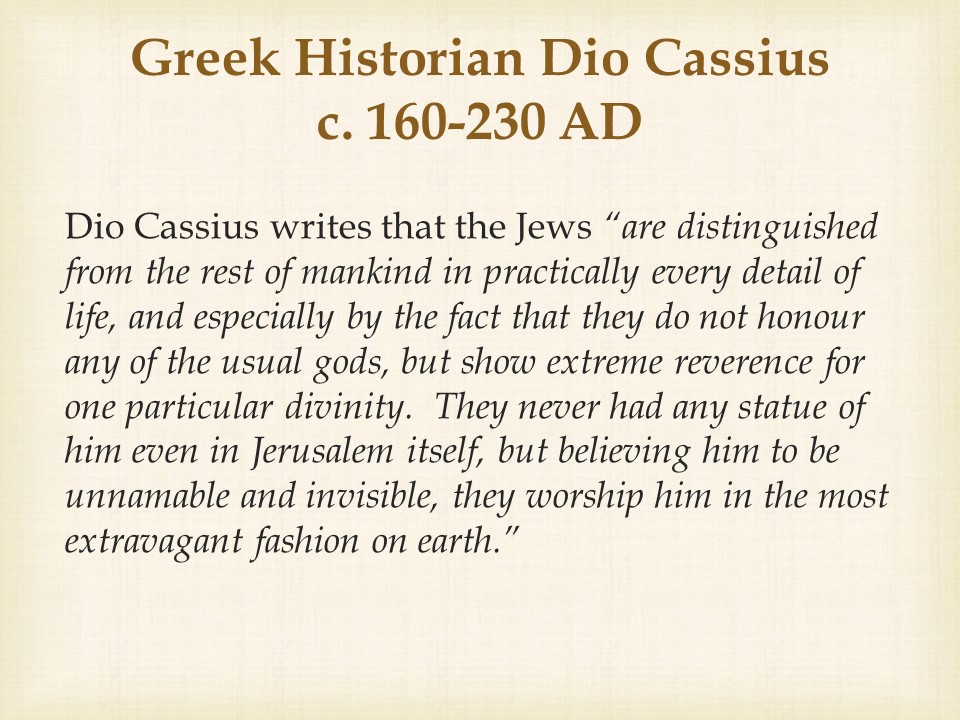 Greek Historian Dio Cassius
c. 160-230 AD
Dio Cassius writes that the Jews “are distinguished
from the rest of mankind in practically every detail of
life, and especially by the fact that they do not honour
any of the usual gods, but show extreme reverence for
one particular divinity.  They never had any statue of
him even in Jerusalem itself, but believing him to be
unnamable and invisible, they worship him in the most
extravagant fashion on earth.”